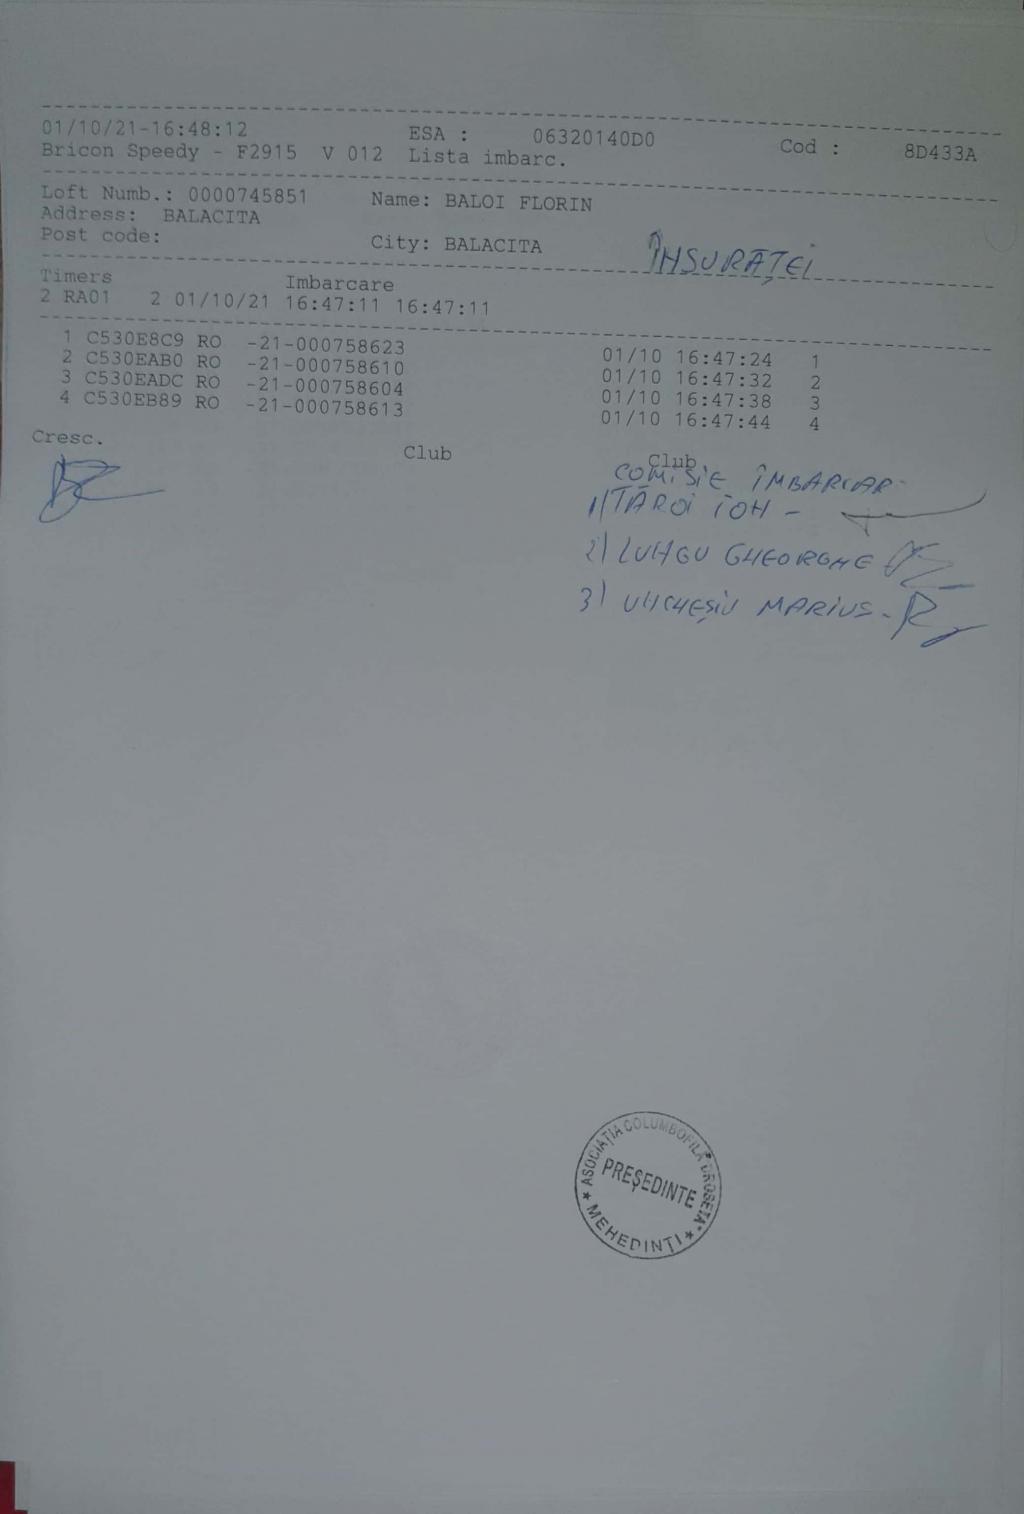 01/10/21-16:48:12 ESA : 06320140D0 Cod : 8D433A
Bricon Speedy - F2915 V 012 Lista imbarc.
Loft Numb.: 0000745851 Name: BALOI FLORIN
Address: BALACITA
Post code: City: BALACITA
ÎNSURĂȚEI
Timers Imbarcare
2 RA01 2 01/10/21 16:47:11 16:47:11
1 C530E8C9 RO -21-000758623 01/10 16:47:24 1
2 C530EAB0 RO -21-000758610 01/10 16:47:32 2
3 C530EADC RO -21-000758604 01/10 16:47:38 3
4 C530EB89 RO -21-000758613 01/10 16:47:44 4
Cresc. Club Club
COMISIE ÎMBARCAR
1) TĂROI ION -
2) LUNGU GHEORGHE
3) MARIUS -
ASOCIAȚIA COLUMBOFILĂ DROBETA"
PREȘEDINTE
* MEHEDINȚI *